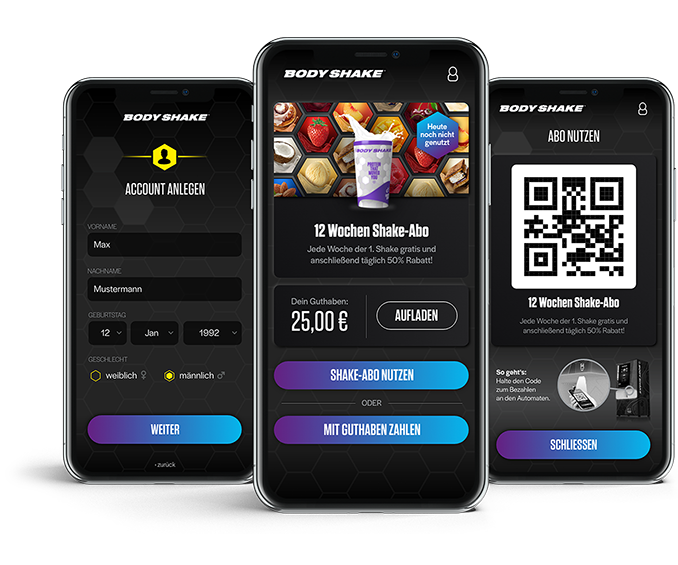 BODY SHAKE
ACCOUNT ANLEGEN
VORNAME
Max
NACHNAME
Mustermann
GEBURTSTAG
12 Jan 1992
GESCHLECHT
weiblich ♀ männlich ♂
WEITER
‹ zurück
BODY SHAKE
Heute
noch nicht
genutzt
BODY SHAKE
12 Wochen Shake-Abo
Jede Woche der 1. Shake gratis und
anschließend täglich 50% Rabatt!
Dein Guthaben:
25,00 €
AUFLADEN
SHAKE-ABO NUTZEN
ODER
MIT GUTHABEN ZAHLEN
BODY SHAKE
ABO NUTZEN
12 Wochen Shake-Abo
Jede Woche der 1. Shake gratis und
anschließend täglich 50% Rabatt!
So geht's:
Halte den Code
zum Bezahlen
an den Automaten.
SCHLIESSEN